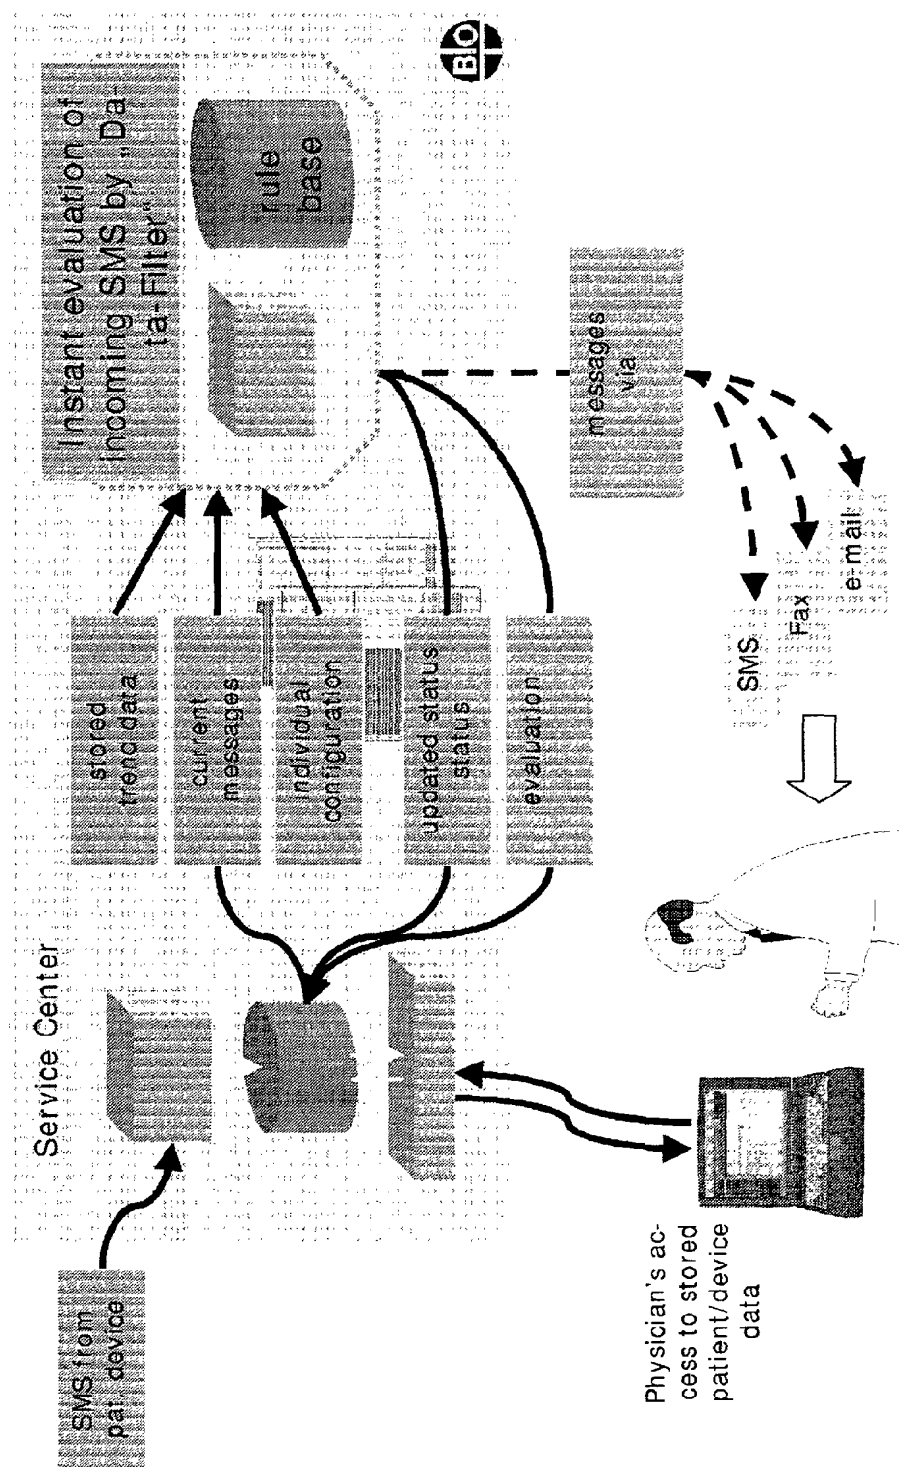 SMS from
pat. device
Service Center
stored
trend data
current
messages
individual
configuration
updated status
status
evaluation
Instant evaluation of
incoming SMS by „Da-
ta-Filter“
rule
base
BIO
messages
via
SMS
Fax
e-mail
Physician's ac-
cess to stored
patient/device
data